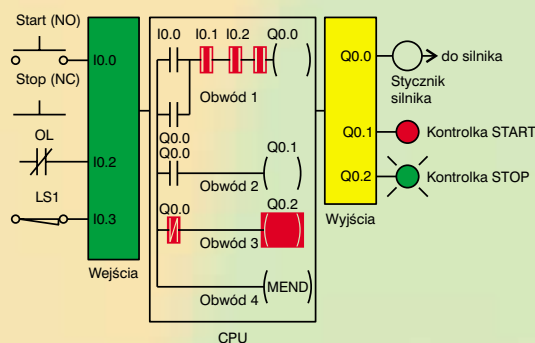 Start (NO)
I0.0
Stop (NC)
OL
I0.2
LS1
I0.3
Wejścia
I0.0 I0.1 I0.2 Q0.0
Obwód 1
Q0.0
Q0.0
Q0.1
Obwód 2
Q0.0
Q0.2
Obwód 3
(MEND)
Obwód 4
CPU
Q0.0
do silnika
Stycznik
silnika
Q0.1
Kontrolka START
Q0.2
Kontrolka STOP
Wyjścia